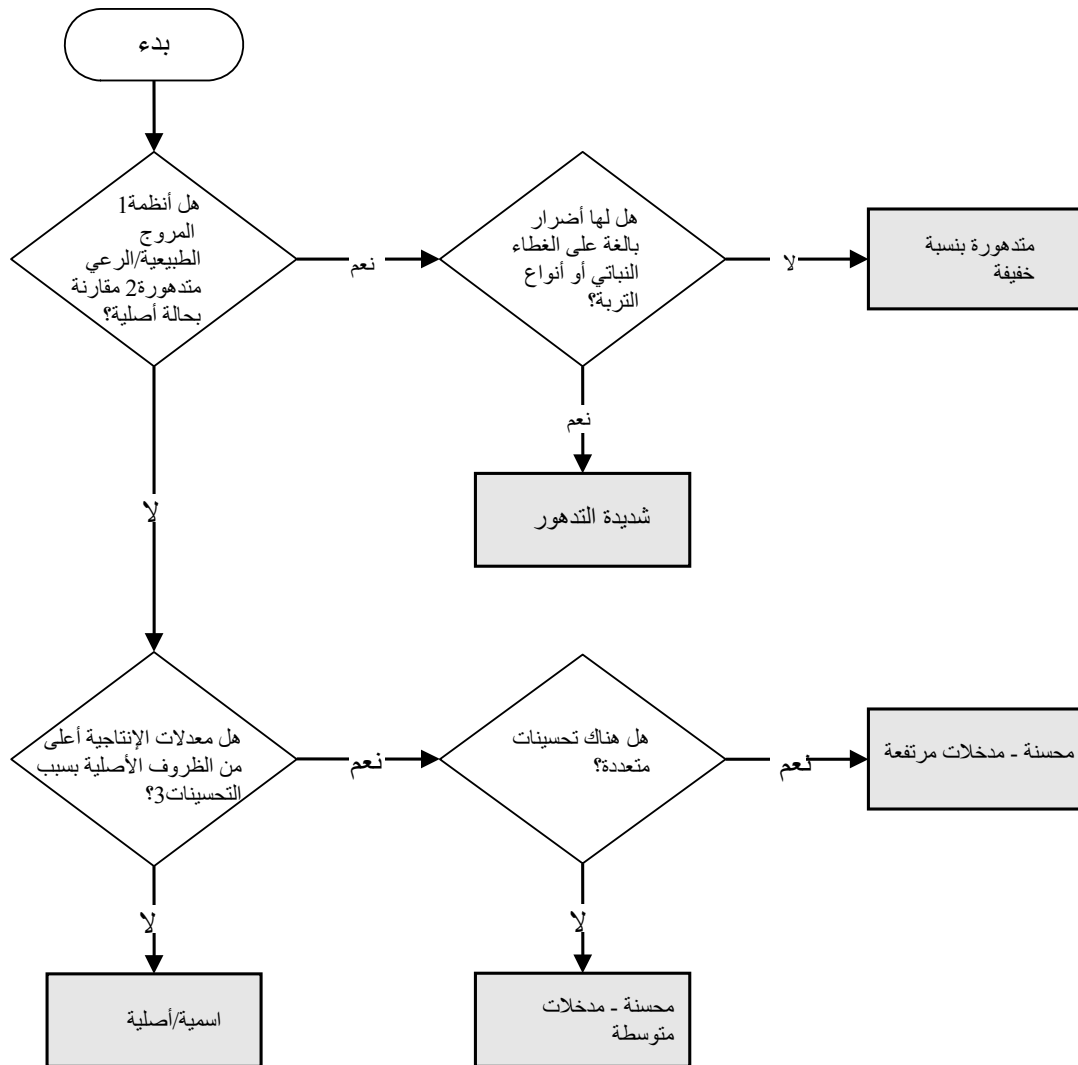 بدء
هل أنظمة1
المروج
الطبيعية/الرعي
متدهورة2 مقارنة
بحالة أصلية؟
نعم
هل لها أضرار
بالغة على الغطاء
النباتي أو أنواع
التربة؟
لا
متدهورة بنسبة
خفيفة
نعم
شديدة التدهور
لا
هل معدلات الإنتاجية أعلى
من الظروف الأصلية بسبب
التحسينات3؟
نعم
هل هناك تحسينات
متعددة؟
نعم
محسنة - مدخلات مرتفعة
لا
اسمية/أصلية
لا
محسنة - مدخلات
متوسطة